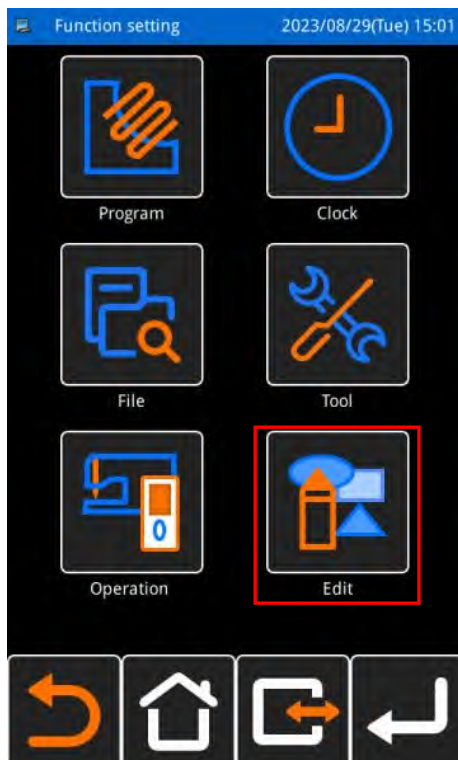 Function setting 2023/08/29(Tue) 15:01
Program Clock
File Tool
0
Operation Edit